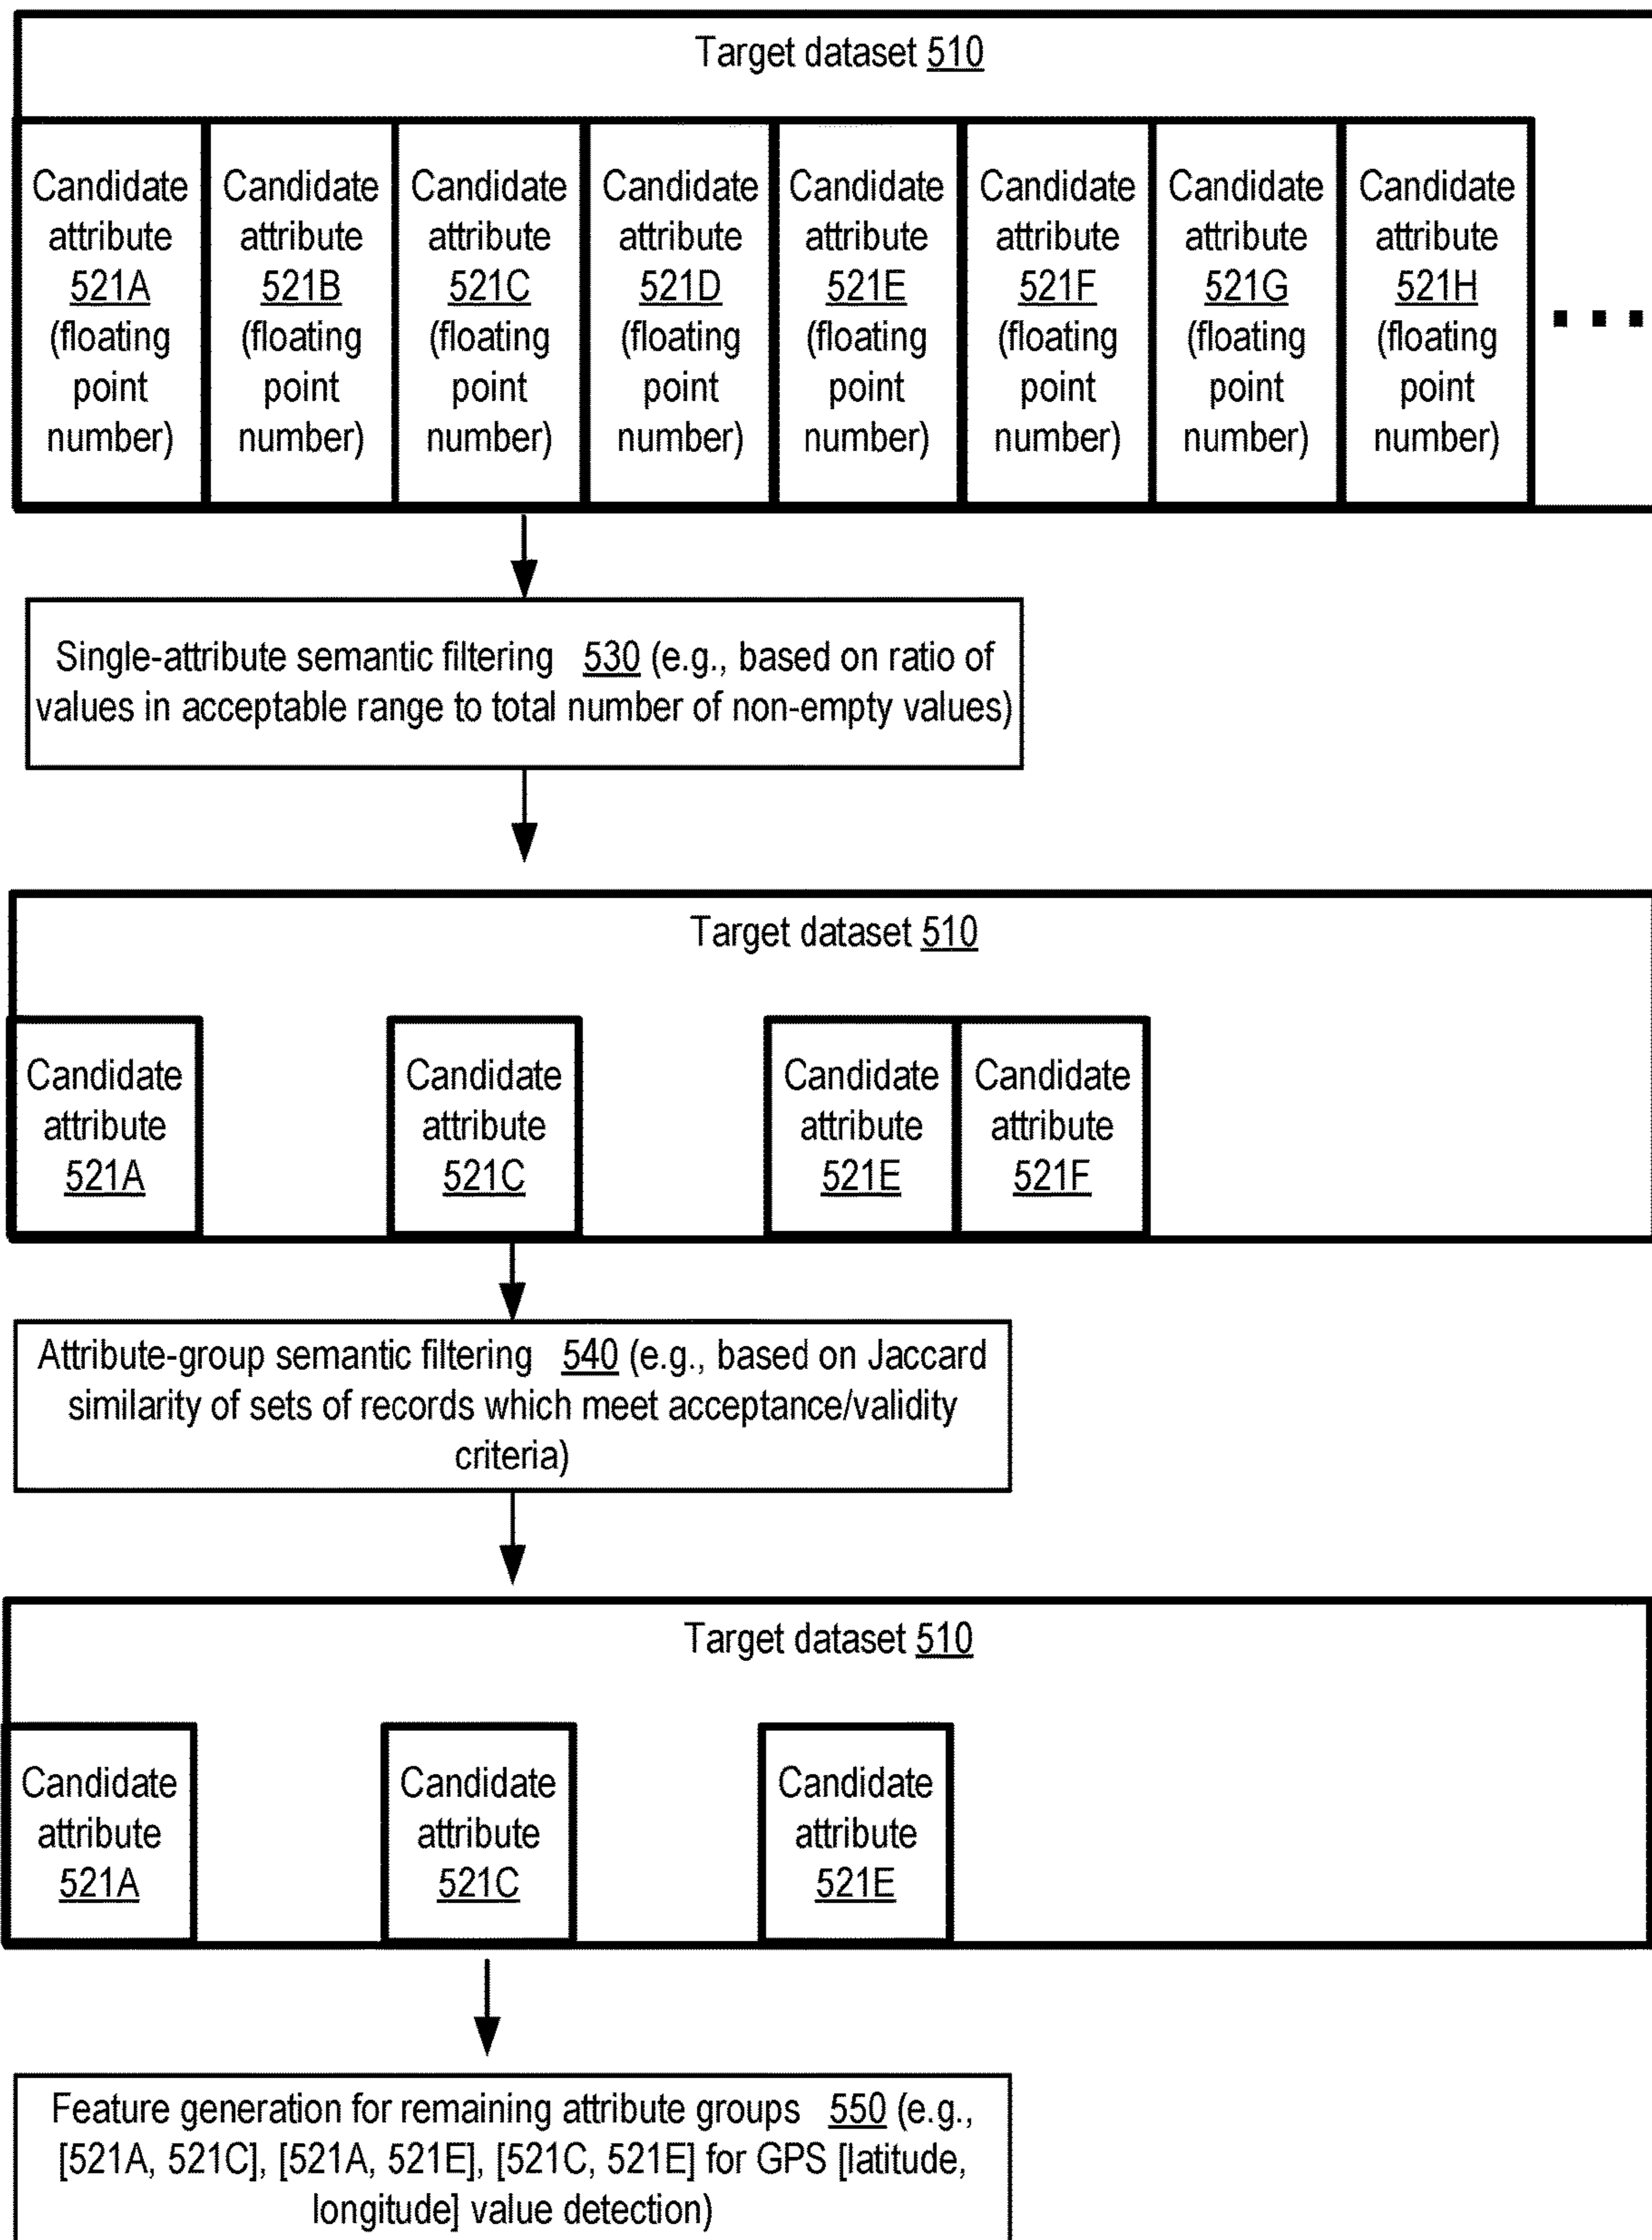 Target dataset 510
Candidate attribute 521A (floating point number)
Candidate attribute 521B (floating point number)
Candidate attribute 521C (floating point number)
Candidate attribute 521D (floating point number)
Candidate attribute 521E (floating point number)
Candidate attribute 521F (floating point number)
Candidate attribute 521G (floating point number)
Candidate attribute 521H (floating point number)
Single-attribute semantic filtering 530 (e.g., based on ratio of
values in acceptable range to total number of non-empty values)
Target dataset 510
Candidate attribute 521A
Candidate attribute 521C
Candidate attribute 521E
Candidate attribute 521F
Attribute-group semantic filtering 540 (e.g., based on Jaccard
similarity of sets of records which meet acceptance/validity
criteria)
Target dataset 510
Candidate attribute 521A
Candidate attribute 521C
Candidate attribute 521E
Feature generation for remaining attribute groups 550 (e.g.,
[521A, 521C], [521A, 521E], [521C, 521E] for GPS [latitude,
longitude] value detection)